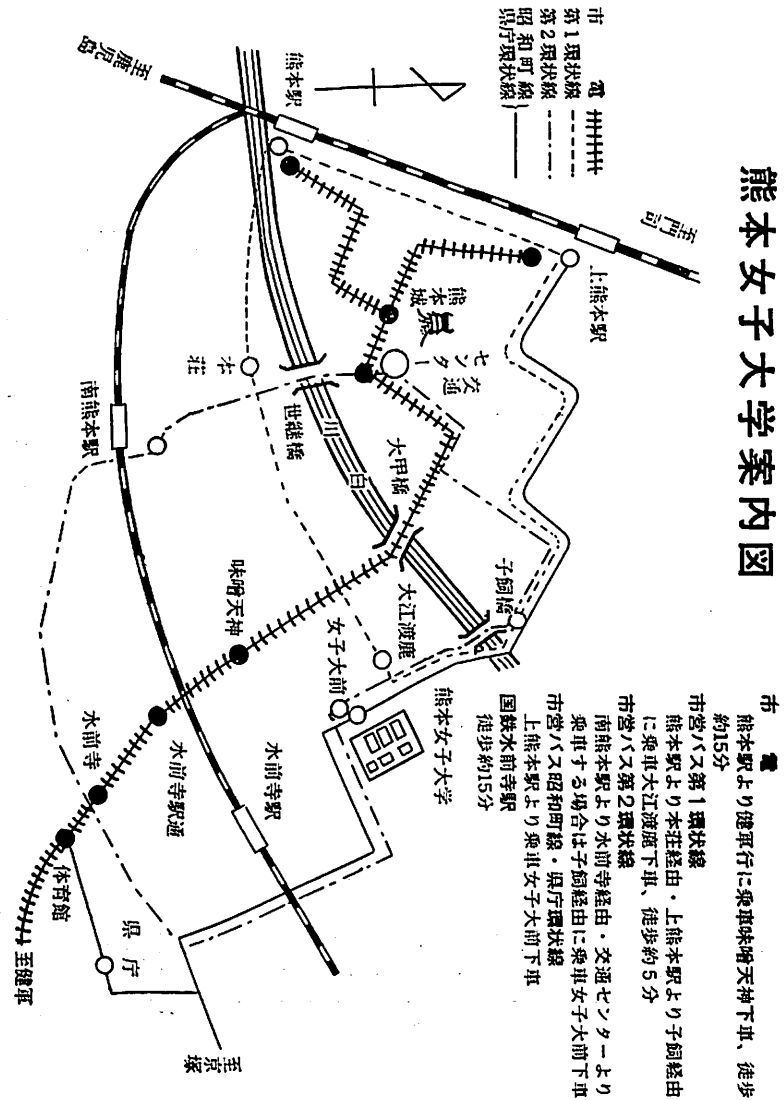 熊本女子大学案内図
市電
第1環状線
第2環状線
昭和町線
県庁環状線
至鹿児島
熊本駅
至門司
上熊本駅
熊本城
交通センター
本荘
世継橋
白川
南熊本駅
大甲橋
子飼橋
大江渡鹿
女子大前
熊本女子大学
味噌天神
水前寺駅通
水前寺駅
水前寺
体育館
県庁
至健軍
至京塚
市電
熊本駅より健軍行に乗車味噌天神下車、徒歩
約15分
市営バス第1環状線
熊本駅より本荘経由・上熊本駅より子飼経由
に乗車大江渡鹿下車、徒歩約5分
市営バス第2環状線
南熊本駅より水前寺経由・交通センターより
乗車する場合は子飼経由に乗車女子大前下車
市営バス昭和町線・県庁環状線
上熊本駅より乗車女子大前下車
国鉄水前寺駅
徒歩約15分